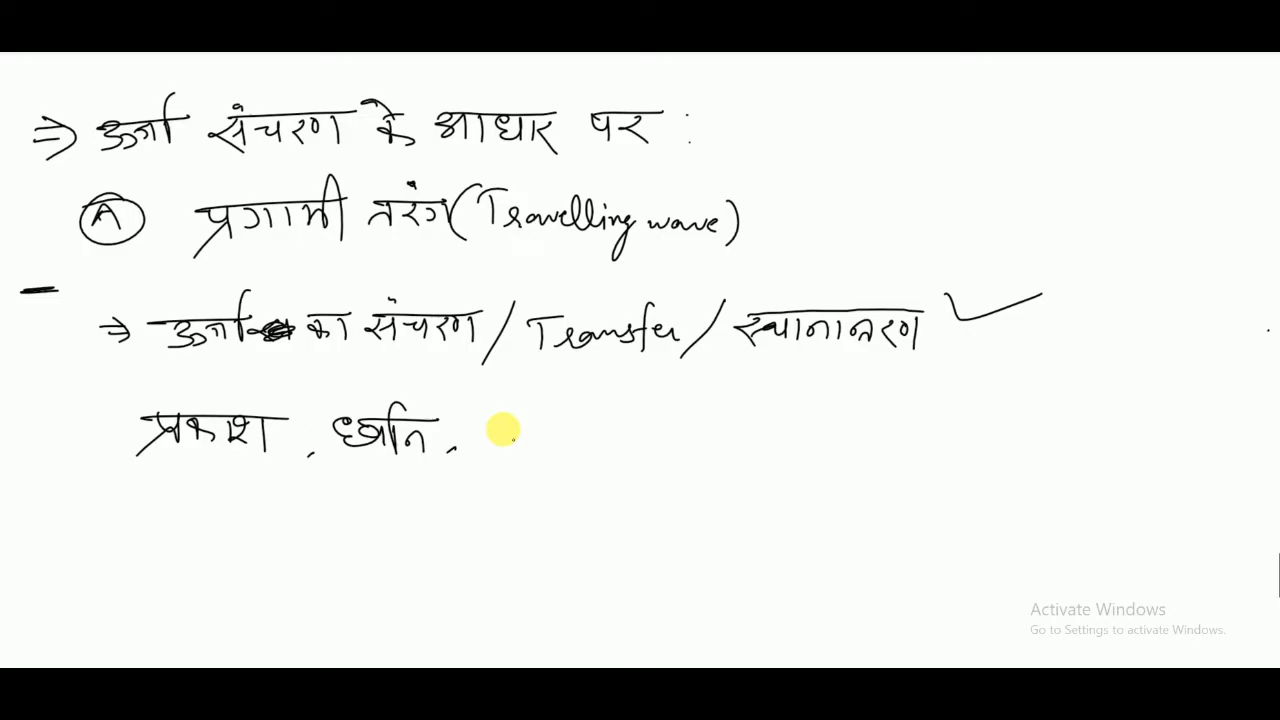 ⇒ ऊर्जा संचरण के आधार पर :
Ⓐ प्रगामी तरंग (Travelling wave)
→ ऊर्जा का संचरण / Transfer / स्थानान्तरण ✓
प्रकाश, ध्वनि,
Activate Windows
Go to Settings to activate Windows.